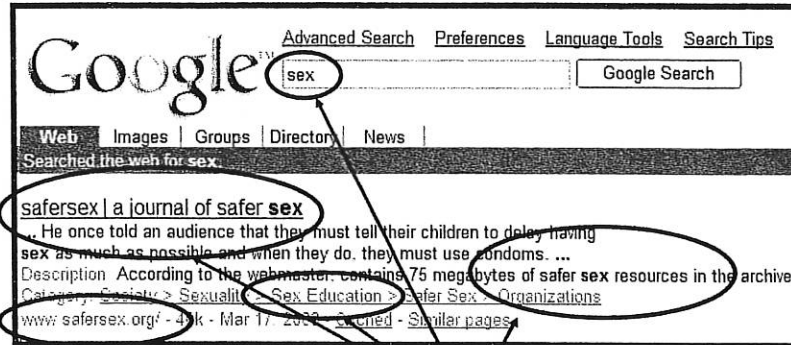 Advanced Search Preferences Language Tools Search Tips
Google™ sex Google Search
Web Images Groups Directory News
Searched the web for sex.
safersex | a journal of safer sex
... He once told an audience that they must tell their children to delay having
sex as much as possible and when they do, they must use condoms. ...
Description: According to the webmaster, contains 75 megabytes of safer sex resources in the archive
Category: Society > Sexuality > Sex Education > Safer Sex > Organizations
www.safersex.org/ - - Mar 17, - Cached - Similar pages